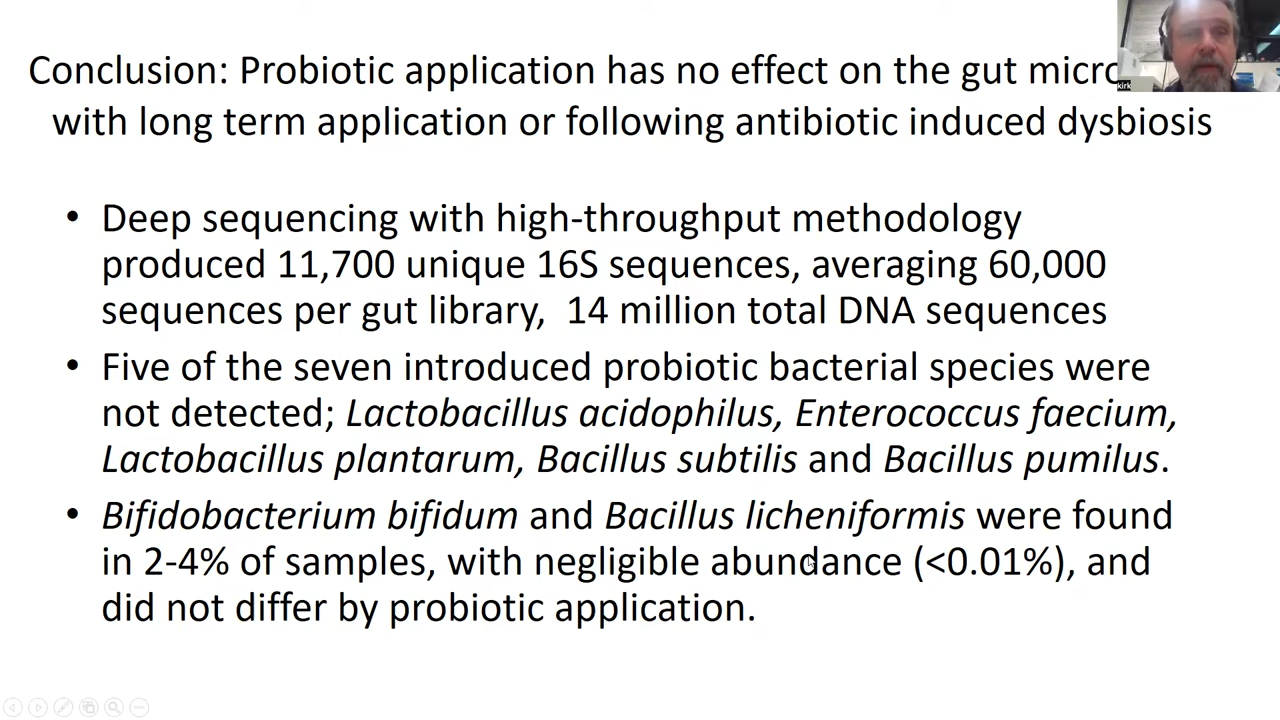 Conclusion: Probiotic application has no effect on the gut
with long term application or following antibiotic induced dysbiosis
• Deep sequencing with high-throughput methodology
produced 11,700 unique 16S sequences, averaging 60,000
sequences per gut library, 14 million total DNA sequences
• Five of the seven introduced probiotic bacterial species were
not detected; Lactobacillus acidophilus, Enterococcus faecium,
Lactobacillus plantarum, Bacillus subtilis and Bacillus pumilus.
• Bifidobacterium bifidum and Bacillus licheniformis were found
in 2-4% of samples, with negligible abundance (<0.01%), and
did not differ by probiotic application.
kirk